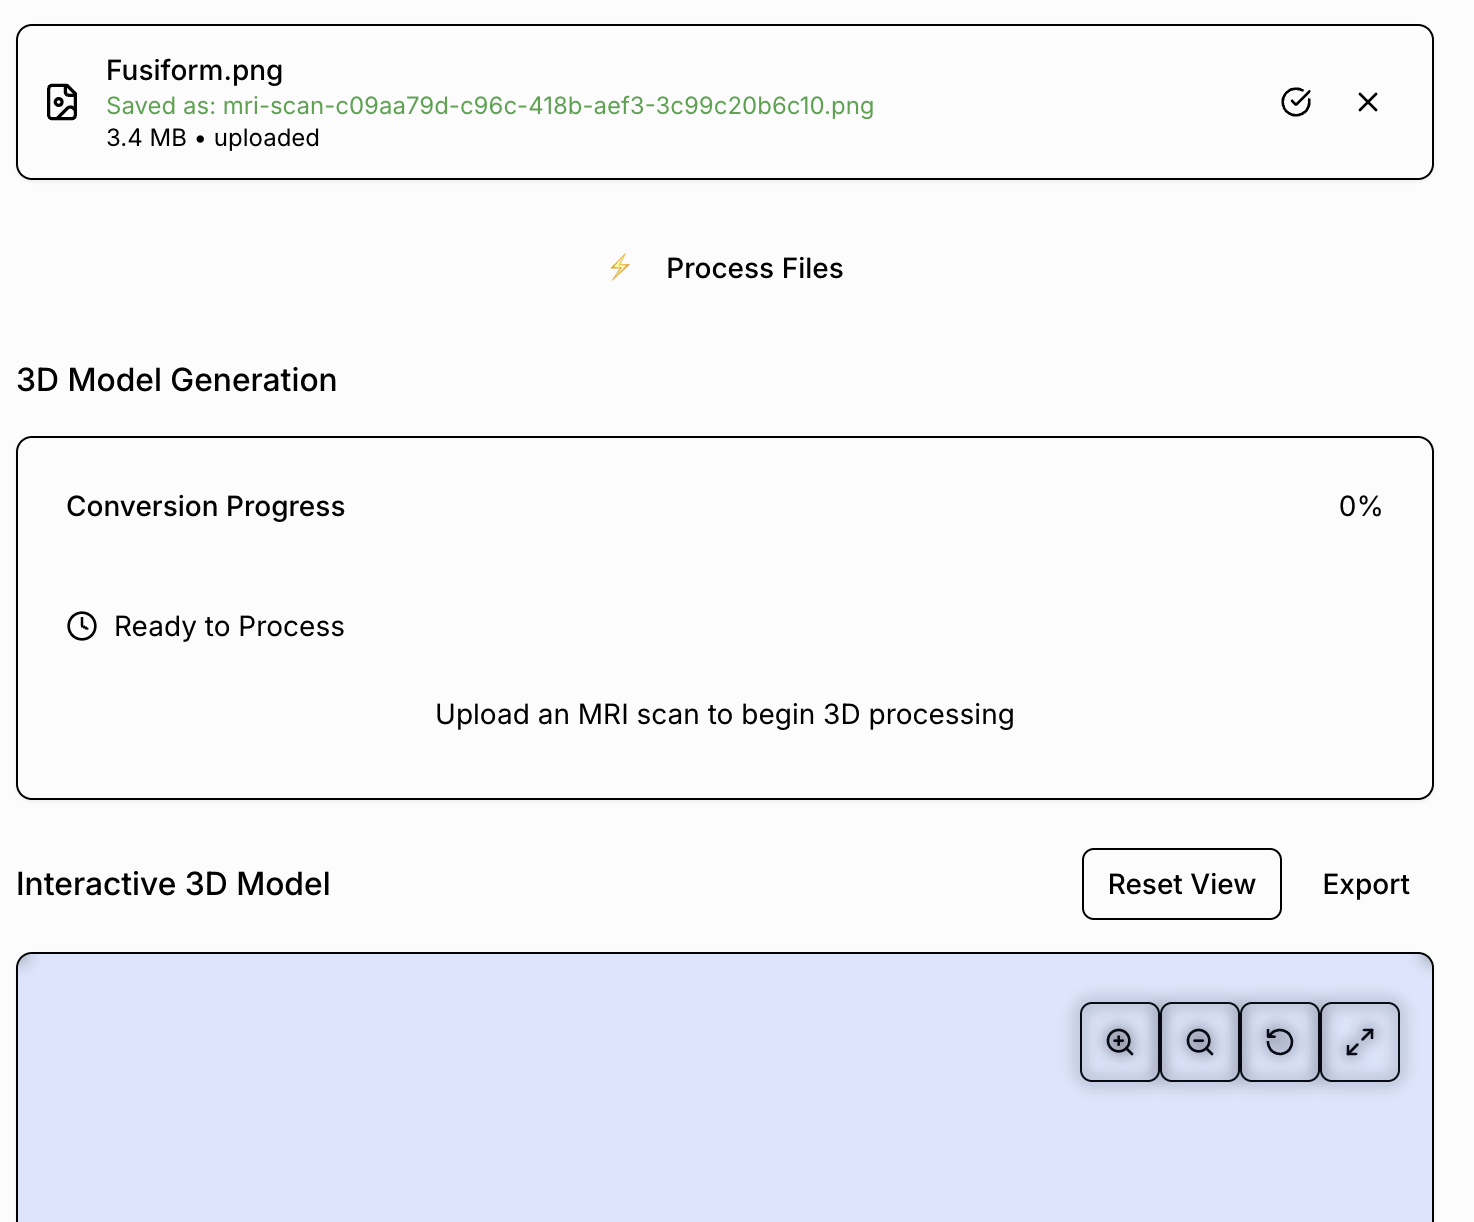 Fusiform.png
Saved as: mri-scan-c09aa79d-c96c-418b-aef3-3c99c20b6c10.png
3.4 MB • uploaded
⚡ Process Files
3D Model Generation
Conversion Progress 0%
Ready to Process
Upload an MRI scan to begin 3D processing
Interactive 3D Model Reset View Export